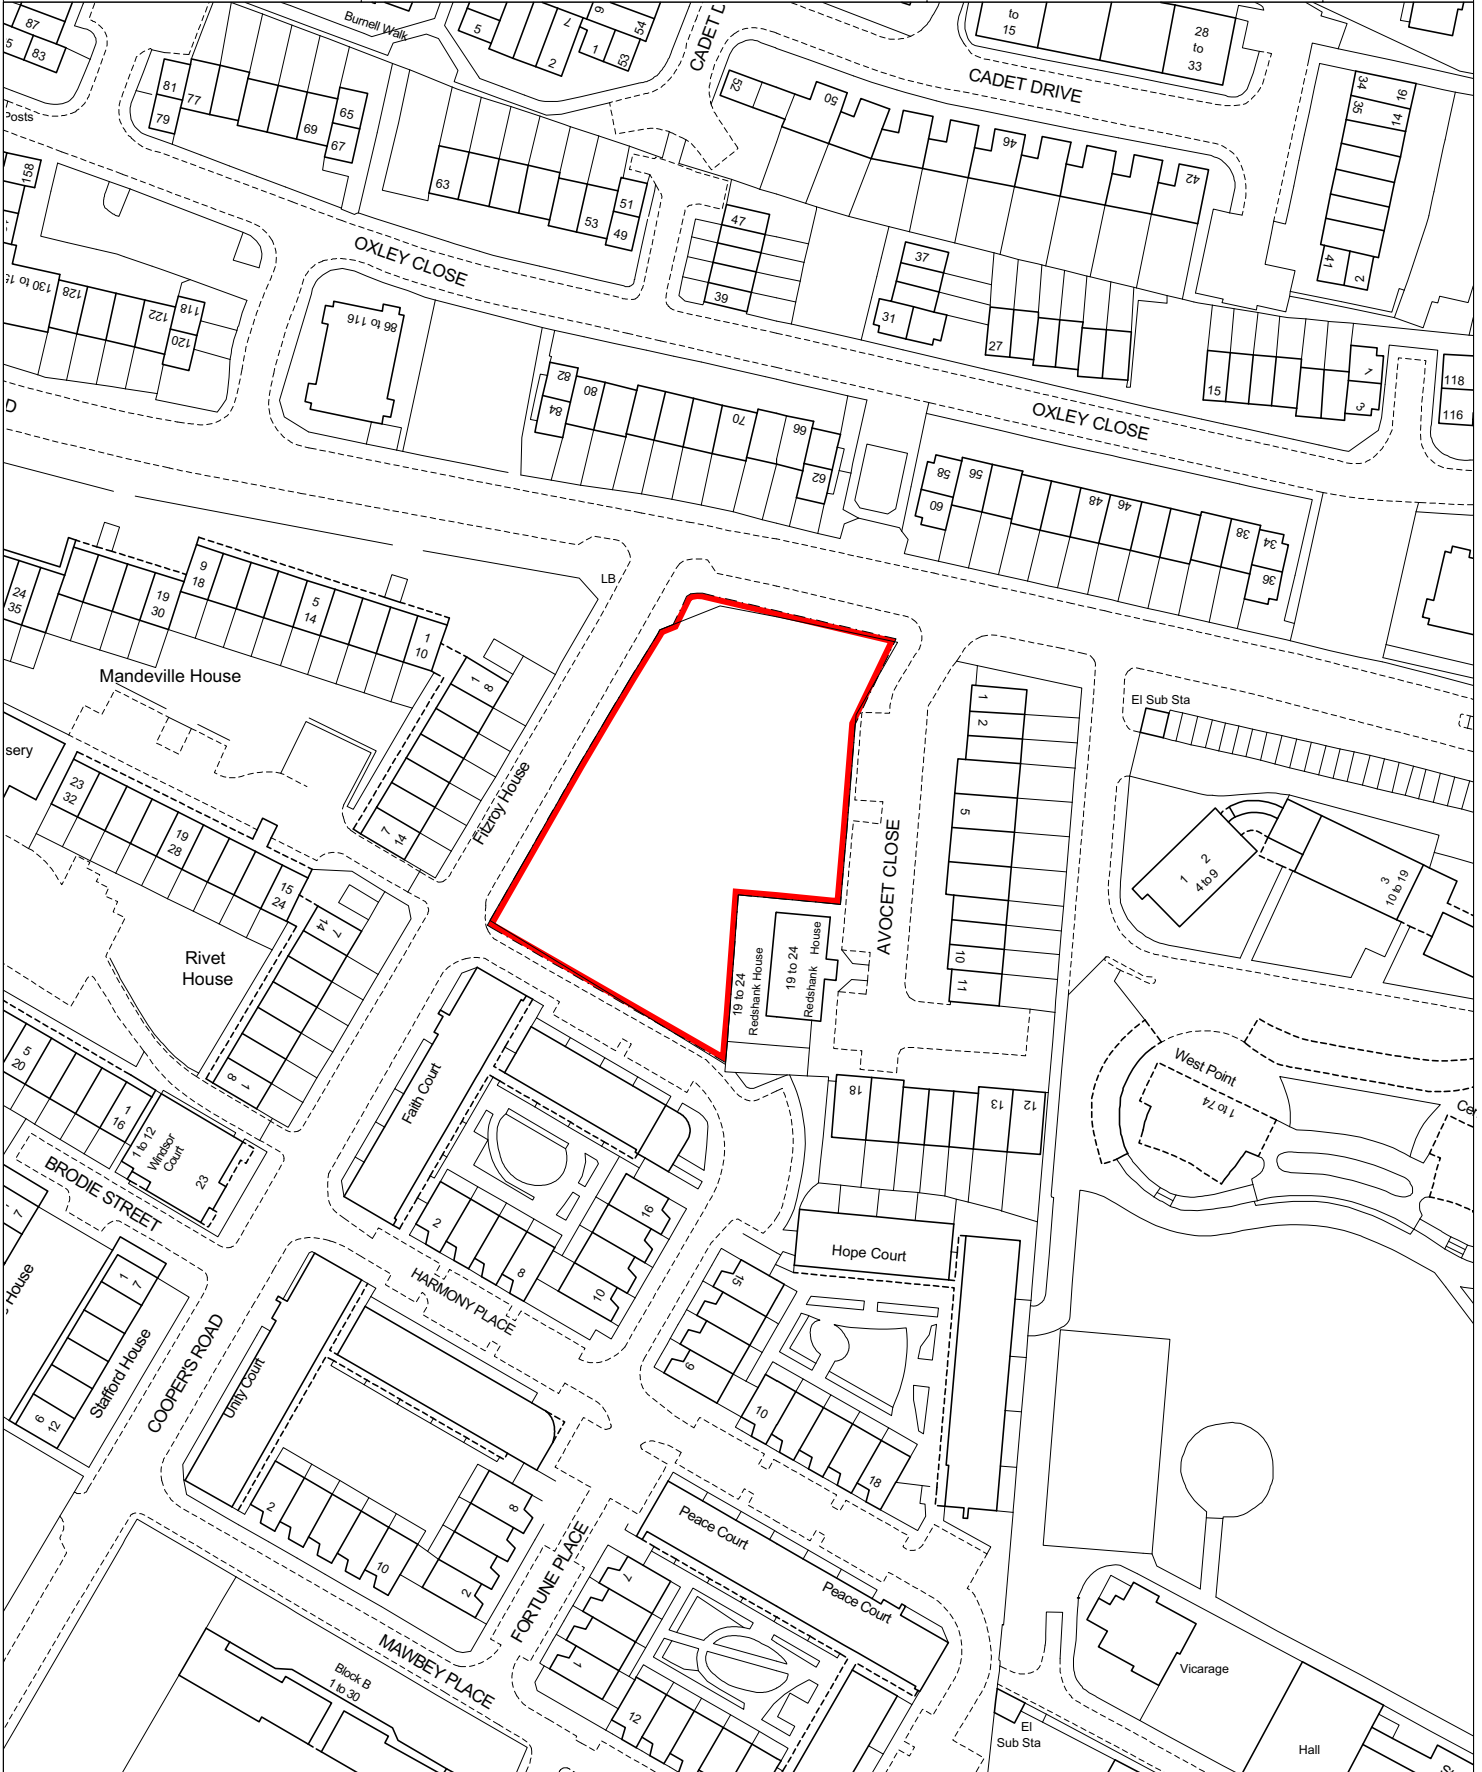 87
5
83
Burnell Walk
5
7
2
9
1
53
54
CADET D
to
15
28
to
33
CADET DRIVE
81
77
79
65
69
67
Posts
52
50
46
42
34
16
35
14
158
63
51
53
49
47
39
37
31
27
41
2
OXLEY CLOSE
130 to 15
128
122
118
120
86 to 116
15
1
3
118
116
D
82
84
80
70
66
62
OXLEY CLOSE
58
60
56
48
46
38
34
36
LB
24
35
19
30
9
18
5
14
1
10
Mandeville House
1
8
7
14
Fitzroy House
1
2
5
10
11
El Sub Sta
sery
23
32
19
28
15
24
AVOCET CLOSE
2
1
4 to 9
3
10 to 19
Rivet
House
14
7
8
1
19 to 24
Redshank House
19 to 24
Redshank House
5
20
1
16
1 to 12
Windsor
Court
23
BRODIE STREET
Faith Court
18
13
12
West Point
1 to 74
Ce
7
House
2
8
16
10
HARMONY PLACE
Hope Court
1
7
6
12
Stafford House
COOPER'S ROAD
Unity Court
15
6
10
18
2
10
8
2
FORTUNE PLACE
Peace Court
Peace Court
MAWBEY PLACE
Block B
1 to 30
7
1
12
Vicarage
El
Sub Sta
Hall